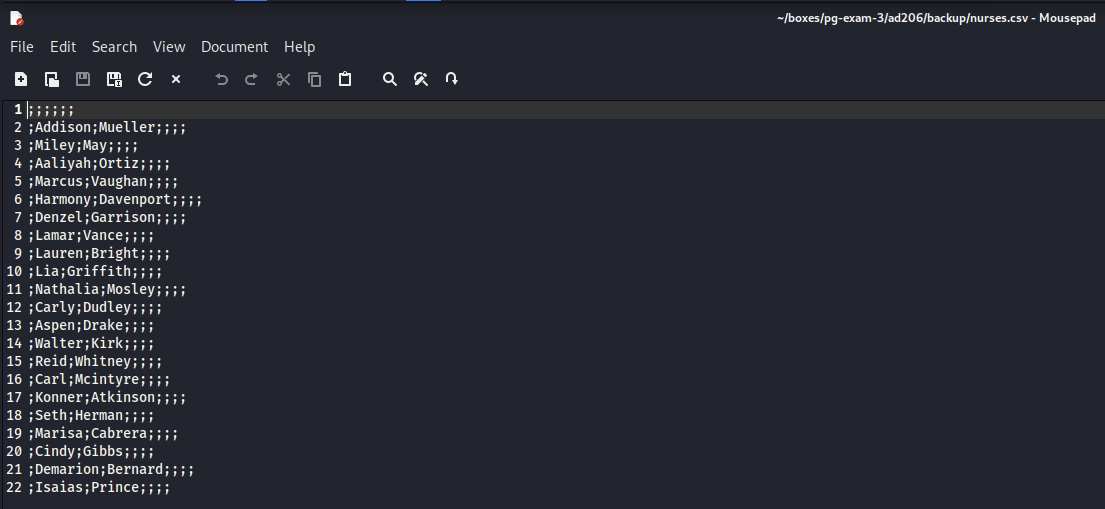 ~/boxes/pg-exam-3/ad206/backup/nurses.csv - Mousepad
File Edit Search View Document Help
1 ;;;;;;
2 ;Addison;Mueller;;;;
3 ;Miley;May;;;;
4 ;Aaliyah;Ortiz;;;;
5 ;Marcus;Vaughan;;;;
6 ;Harmony;Davenport;;;;
7 ;Denzel;Garrison;;;;
8 ;Lamar;Vance;;;;
9 ;Lauren;Bright;;;;
10 ;Lia;Griffith;;;;
11 ;Nathalia;Mosley;;;;
12 ;Carly;Dudley;;;;
13 ;Aspen;Drake;;;;
14 ;Walter;Kirk;;;;
15 ;Reid;Whitney;;;;
16 ;Carl;Mcintyre;;;;
17 ;Konner;Atkinson;;;;
18 ;Seth;Herman;;;;
19 ;Marisa;Cabrera;;;;
20 ;Cindy;Gibbs;;;;
21 ;Demarion;Bernard;;;;
22 ;Isaias;Prince;;;;